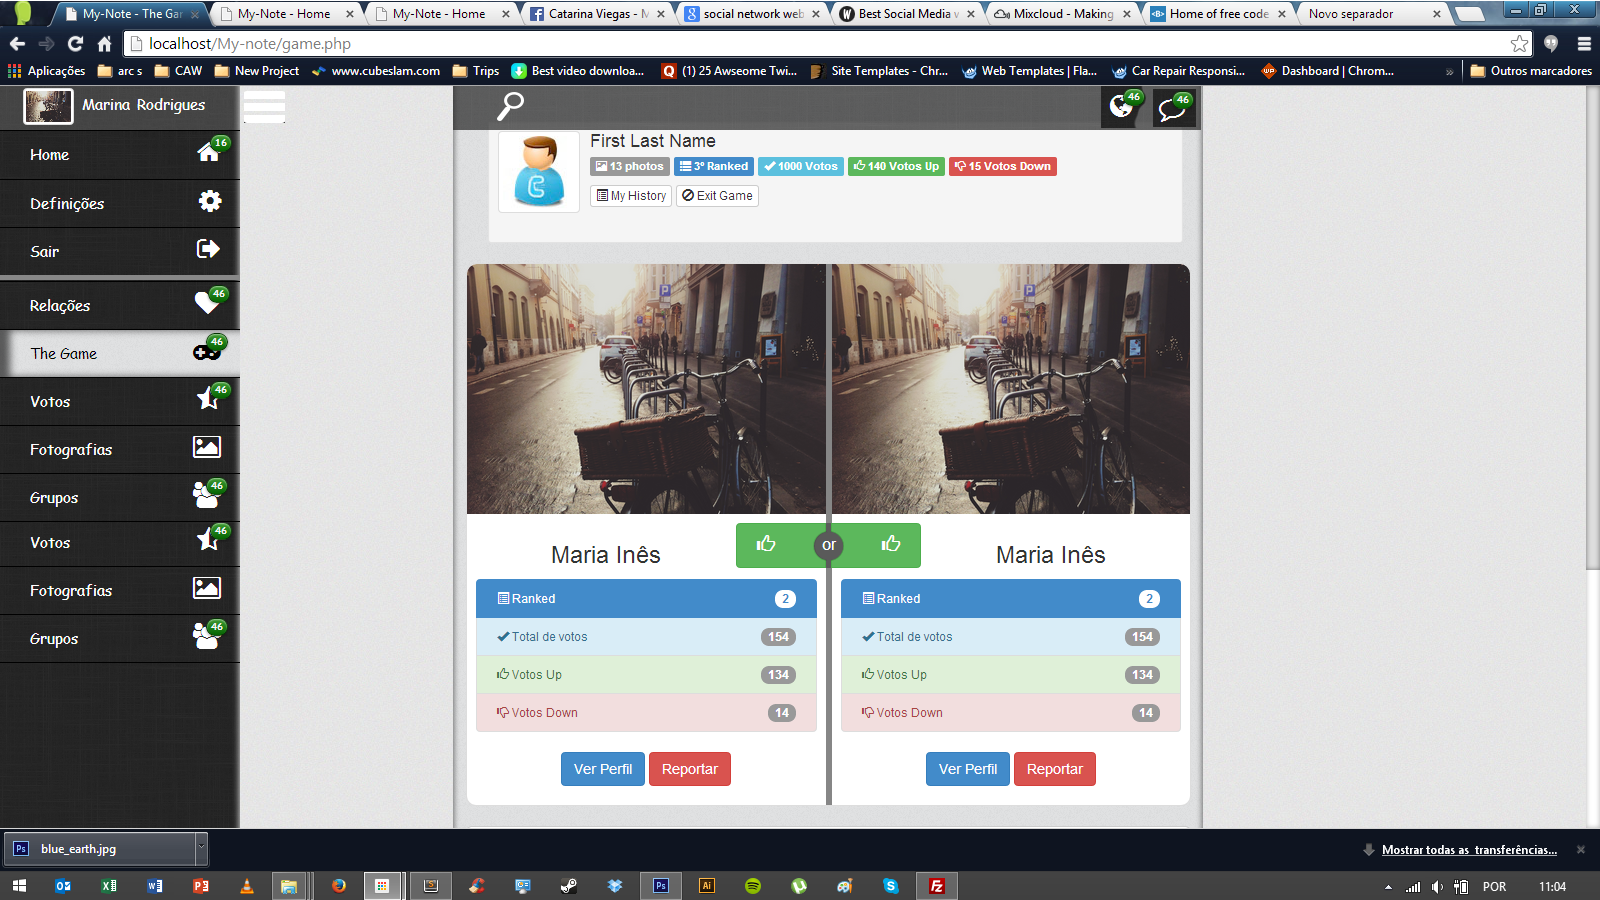 My-Note - The Gar
My-Note - Home
My-Note - Home
Catarina Viegas - M
social network web
Best Social Media w
Mixcloud - Making
Home of free code
Novo separador
localhost/My-note/game.php
Aplicações
arc s
CAW
New Project
www.cubeslam.com
Trips
Best video downloa...
(1) 25 Awseome Twi...
Site Templates - Chr...
Web Templates | Fla...
Car Repair Responsi...
Dashboard | Chrom...
Outros marcadores
Marina Rodrigues
46
46
Home
16
Definições
Sair
Relações
46
The Game
46
Votos
46
Fotografias
Grupos
46
Votos
46
Fotografias
Grupos
46
First Last Name
13 photos
3º Ranked
1000 Votos
140 Votos Up
15 Votos Down
My History
Exit Game
or
Maria Inês
Ranked
2
Total de votos
154
Votos Up
134
Votos Down
14
Ver Perfil
Reportar
Maria Inês
Ranked
2
Total de votos
154
Votos Up
134
Votos Down
14
Ver Perfil
Reportar
blue_earth.jpg
Mostrar todas as transferências...
POR
11:04